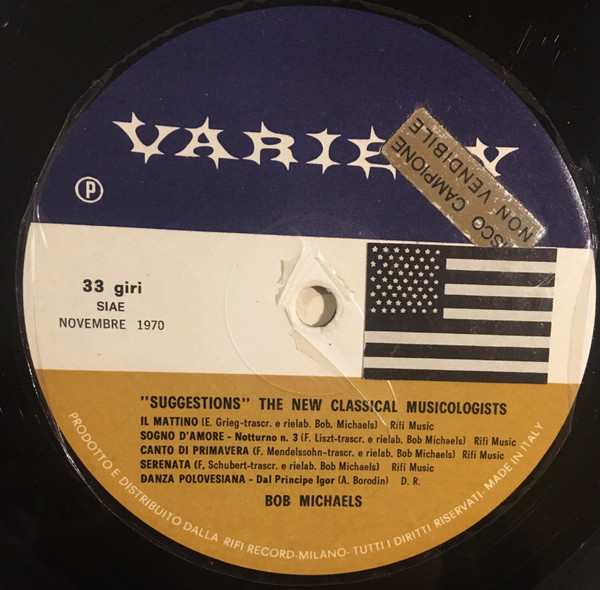 VARIE Y
DISCO CAMPIONE
NON VENDIBILE
P
33 giri
SIAE
NOVEMBRE 1970
"SUGGESTIONS" THE NEW CLASSICAL MUSICOLOGISTS
IL MATTINO (E. Grieg-trascr. e rielab. Bob. Michaels) Rifi Music
SOGNO D'AMORE - Notturno n. 3 (F. Liszt-trascr. e rielab. Bob Michaels) Rifi Music
CANTO DI PRIMAVERA (F. Mendelssohn-trascr. e rielab. Bob Michaels) Rifi Music
SERENATA (F, Schubert-trascr. e rielab. Bob Michaels) Rifi Music
DANZA POLOVESIANA - Dal Principe Igor (A. Borodin) D. R.
BOB MICHAELS
PRODOTTO E DISTRIBUITO DALLA RIFI RECORD-MILANO- TUTTI I DIRITTI RISERVATI-MADE IN ITALY